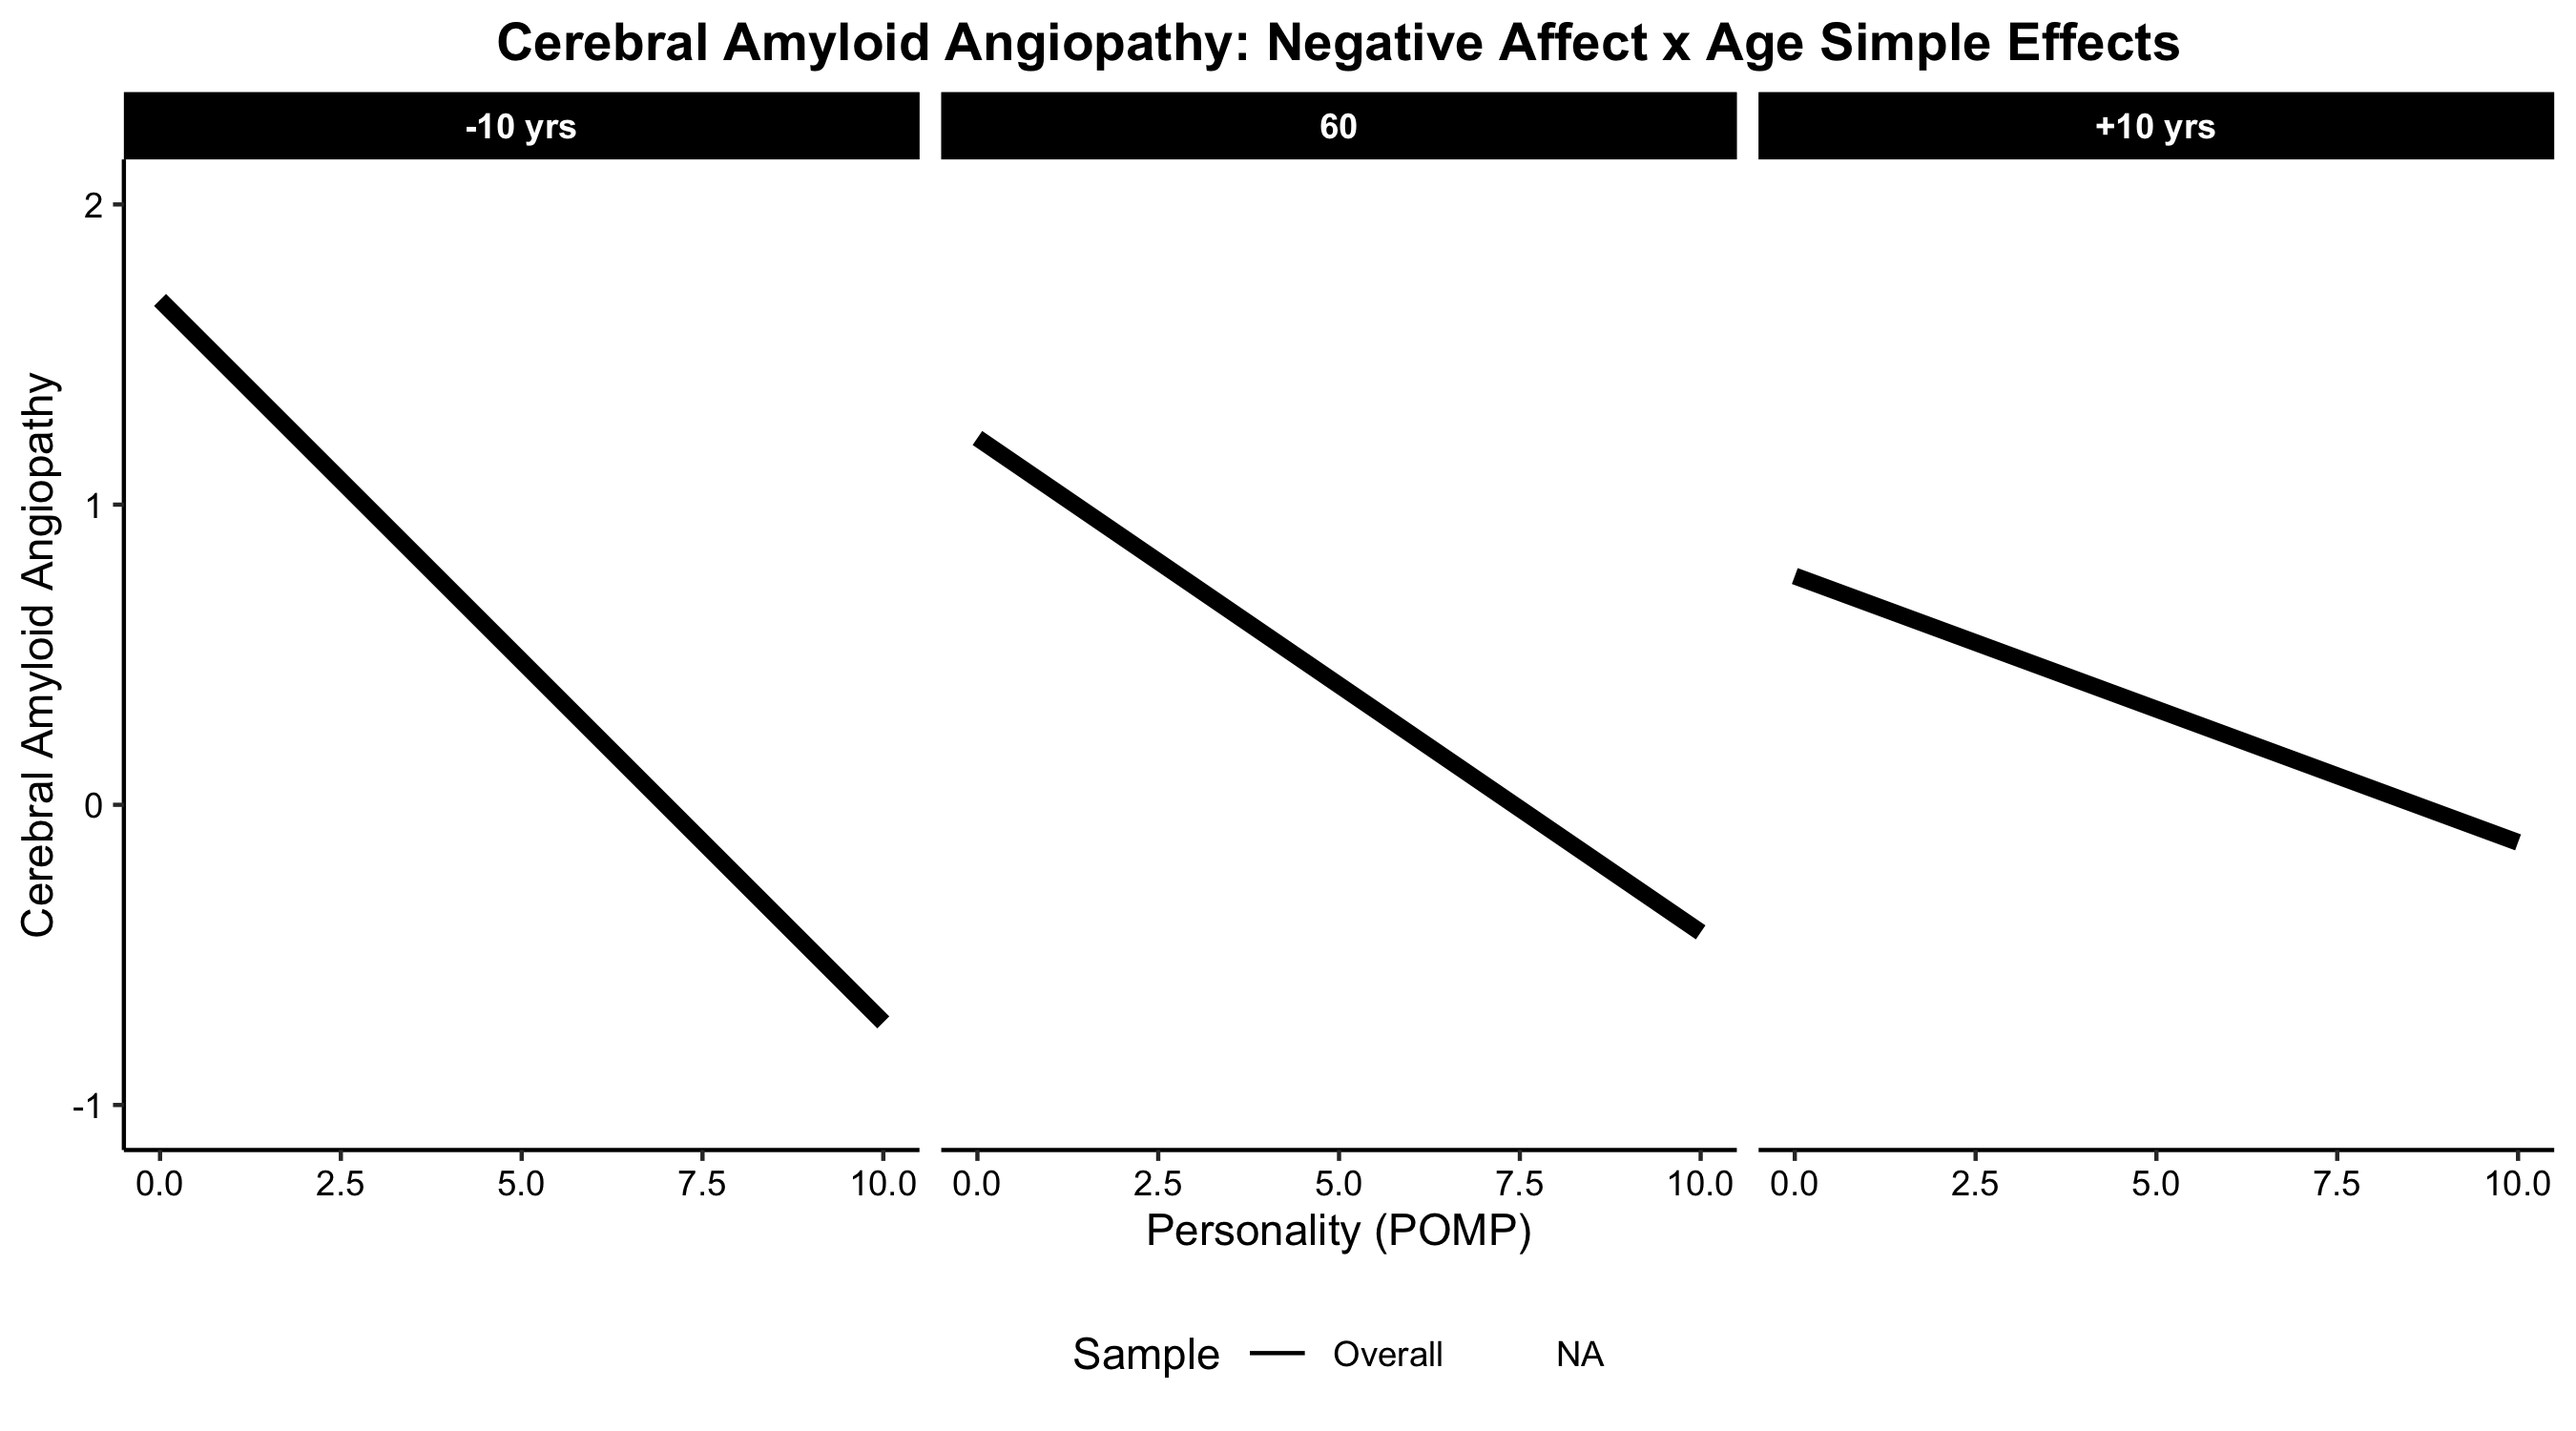 Cerebral Amyloid Angiopathy: Negative Affect x Age Simple Effects
-10 yrs
60
+10 yrs
Cerebral Amyloid Angiopathy
2
1
0
-1
0.0 2.5 5.0 7.5 10.0 0.0 2.5 5.0 7.5 10.0 0.0 2.5 5.0 7.5 10.0
Personality (POMP)
Sample Overall NA